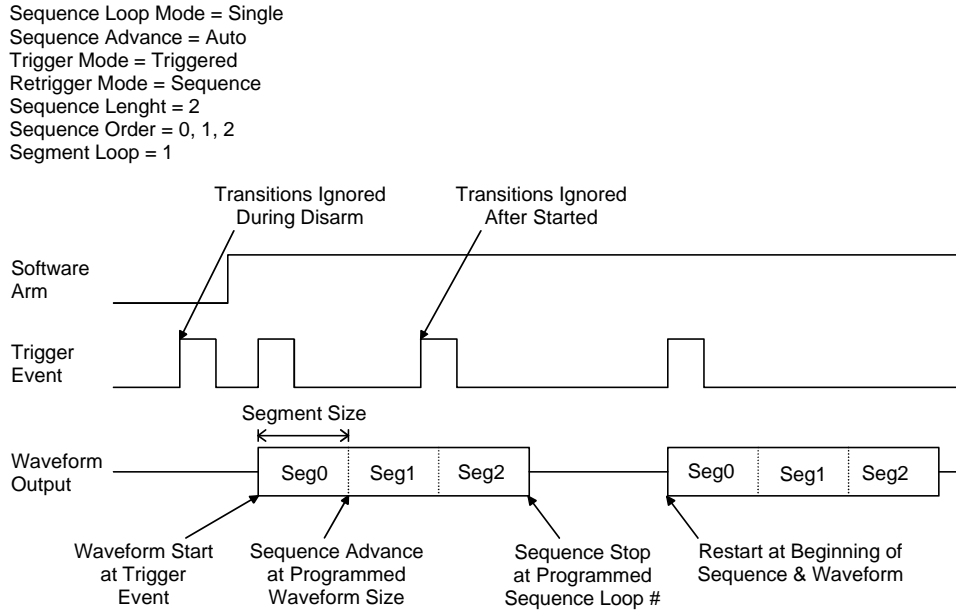 Sequence Loop Mode = Single
Sequence Advance = Auto
Trigger Mode = Triggered
Retrigger Mode = Sequence
Sequence Lenght = 2
Sequence Order = 0, 1, 2
Segment Loop = 1
Transitions Ignored
During Disarm
Transitions Ignored
After Started
Software
Arm
Trigger
Event
Segment Size
Waveform
Output
Seg0
Seg1
Seg2
Seg0
Seg1
Seg2
Waveform Start
at Trigger
Event
Sequence Advance
at Programmed
Waveform Size
Sequence Stop
at Programmed
Sequence Loop #
Restart at Beginning of
Sequence & Waveform